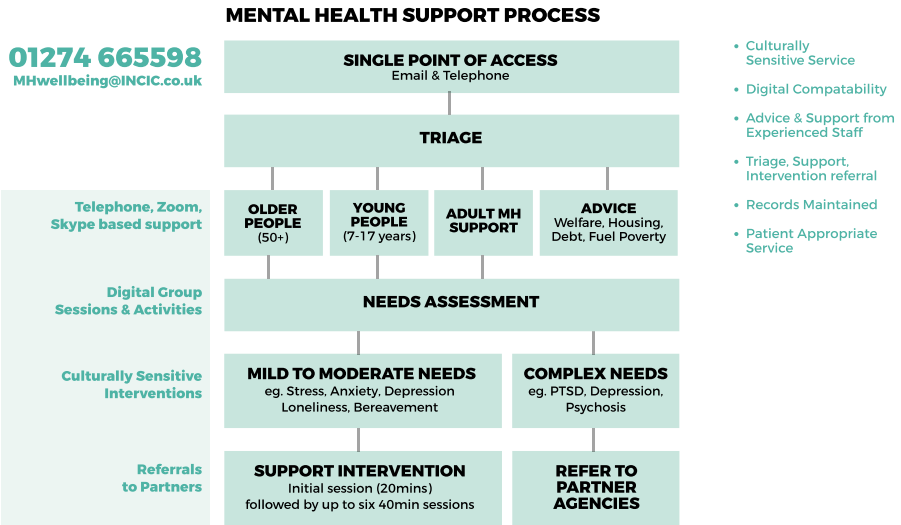 MENTAL HEALTH SUPPORT PROCESS
01274 665598
MHwellbeing@INCIC.co.uk
SINGLE POINT OF ACCESS
Email & Telephone
TRIAGE
Telephone, Zoom,
Skype based support
OLDER
PEOPLE
(50+)
YOUNG
PEOPLE
(7-17 years)
ADULT MH
SUPPORT
ADVICE
Welfare, Housing,
Debt, Fuel Poverty
Digital Group
Sessions & Activities
NEEDS ASSESSMENT
Culturally Sensitive
Interventions
MILD TO MODERATE NEEDS
eg. Stress, Anxiety, Depression
Loneliness, Bereavement
COMPLEX NEEDS
eg. PTSD, Depression,
Psychosis
Referrals
to Partners
SUPPORT INTERVENTION
Initial session (20mins)
followed by up to six 40min sessions
REFER TO
PARTNER
AGENCIES
• Culturally
Sensitive Service
• Digital Compatability
• Advice & Support from
Experienced Staff
• Triage, Support,
Intervention referral
• Records Maintained
• Patient Appropriate
Service